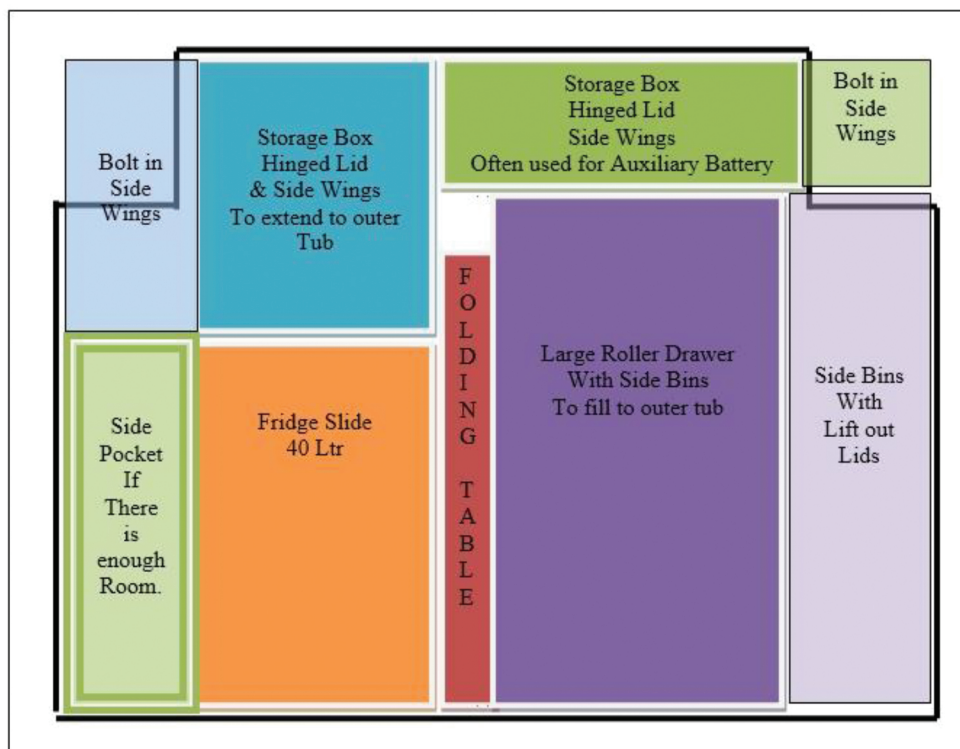 Bolt in
Side
Wings
Storage Box
Hinged Lid
& Side Wings
To extend to outer
Tub
Storage Box
Hinged Lid
Side Wings
Often used for Auxiliary Battery
Bolt in
Side
Wings
Side
Pocket
If
There
is
enough
Room.
Fridge Slide
40 Ltr
FOLDING TABLE
Large Roller Drawer
With Side Bins
To fill to outer tub
Side Bins
With
Lift out
Lids